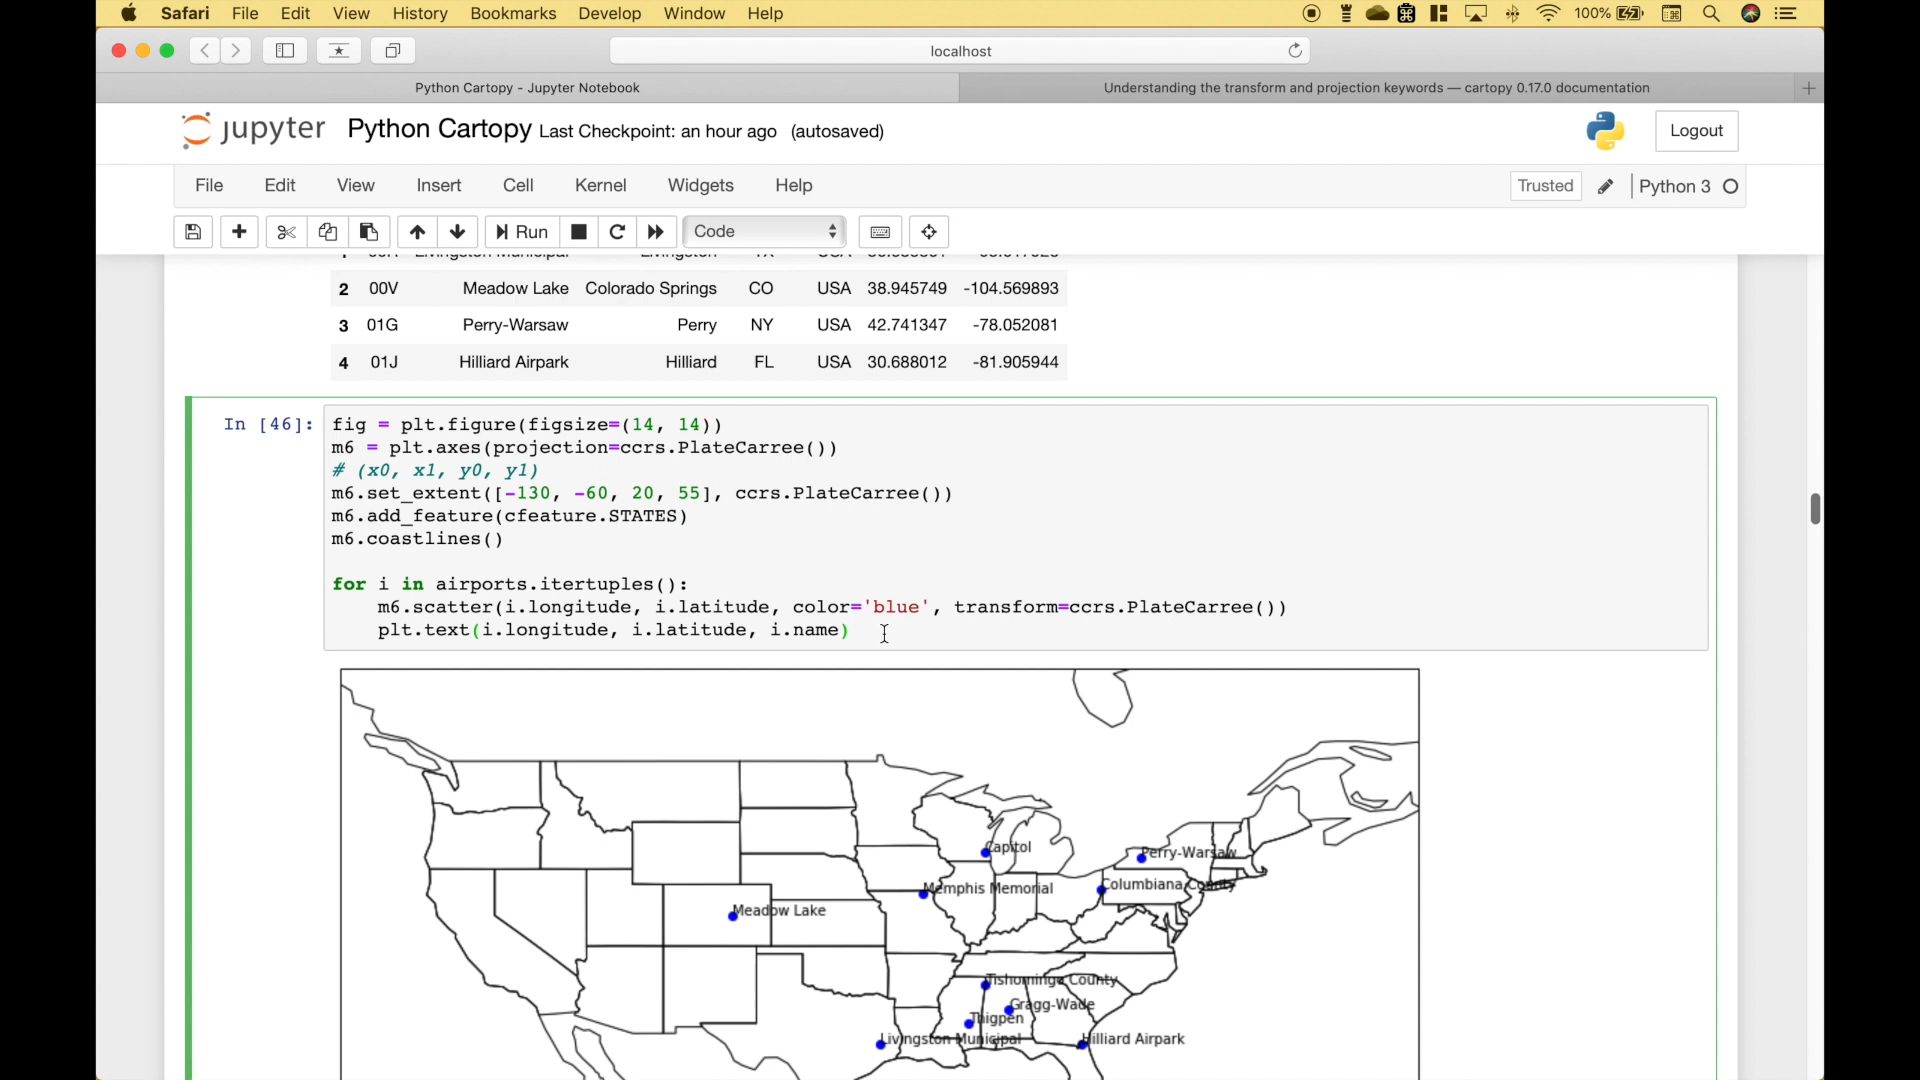 Safari File Edit View History Bookmarks Develop Window Help 100%
localhost
Python Cartopy - Jupyter Notebook Understanding the transform and projection keywords — cartopy 0.17.0 documentation
jupyter Python Cartopy Last Checkpoint: an hour ago (autosaved) Logout
File Edit View Insert Cell Kernel Widgets Help Trusted Python 3
Run Code
Livingston Municipal Livingston TX USA
2 00V Meadow Lake Colorado Springs CO USA 38.945749 -104.569893
3 01G Perry-Warsaw Perry NY USA 42.741347 -78.052081
4 01J Hilliard Airpark Hilliard FL USA 30.688012 -81.905944
In [46]: fig = plt.figure(figsize=(14, 14))
m6 = plt.axes(projection=ccrs.PlateCarree())
# (x0, x1, y0, y1)
m6.set_extent([-130, -60, 20, 55], ccrs.PlateCarree())
m6.add_feature(cfeature.STATES)
m6.coastlines()
for i in airports.itertuples():
m6.scatter(i.longitude, i.latitude, color='blue', transform=ccrs.PlateCarree())
plt.text(i.longitude, i.latitude, i.name)
Capitol
Perry-Warsaw
Columbiana County
Memphis Memorial
Meadow Lake
Tishomingo County
Gragg-Wade
Thigpen
Livingston Municipal
Hilliard Airpark